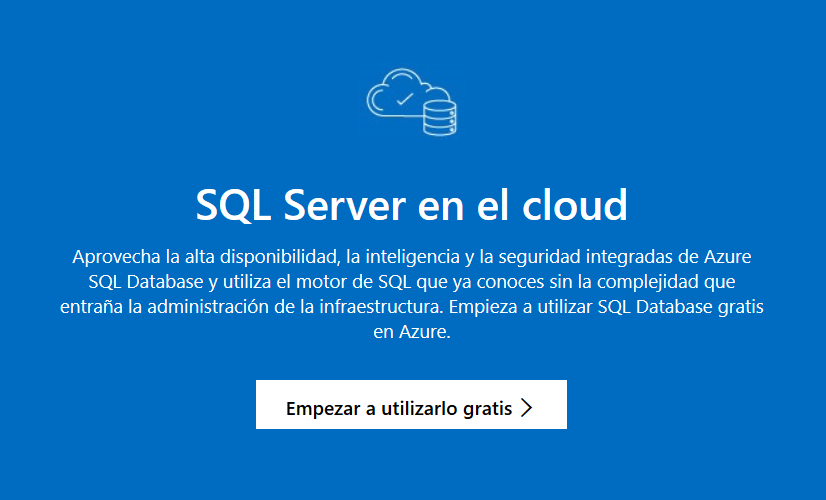 SQL Server en el cloud
Aprovecha la alta disponibilidad, la inteligencia y la seguridad integradas de Azure
SQL Database y utiliza el motor de SQL que ya conoces sin la complejidad que
entraña la administración de la infraestructura. Empieza a utilizar SQL Database gratis
en Azure.
Empezar a utilizarlo gratis